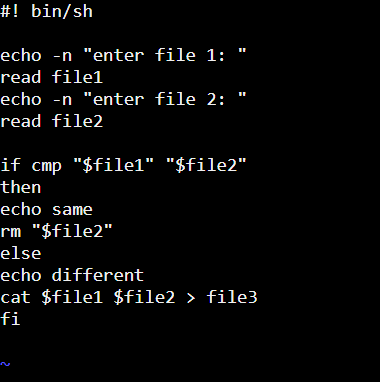 #! bin/sh
echo -n "enter file 1: "
read file1
echo -n "enter file 2: "
read file2
if cmp "$file1" "$file2"
then
echo same
rm "$file2"
else
echo different
cat $file1 $file2 > file3
fi
~